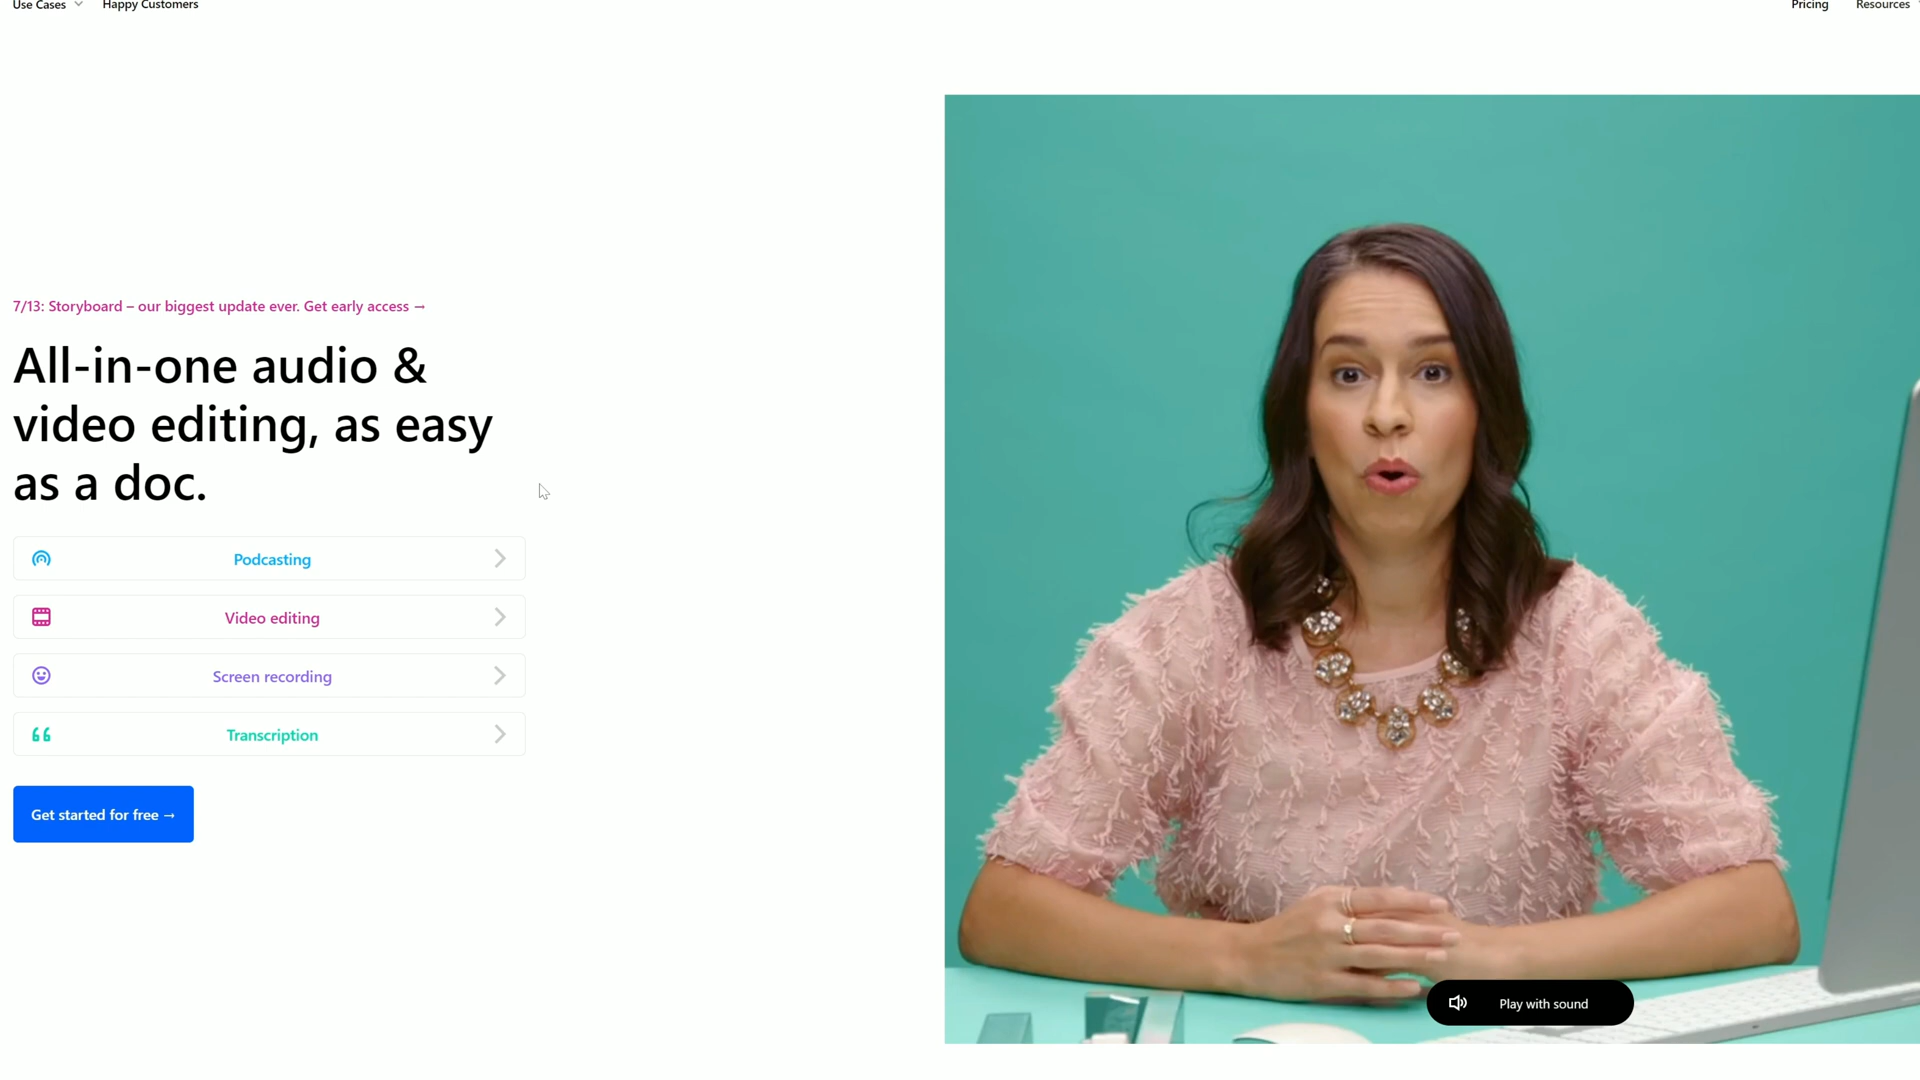 Use Cases
Happy Customers
Pricing
Resources
7/13: Storyboard – our biggest update ever. Get early access →
All-in-one audio &
video editing, as easy
as a doc.
Podcasting
Video editing
Screen recording
Transcription
Get started for free →
Play with sound